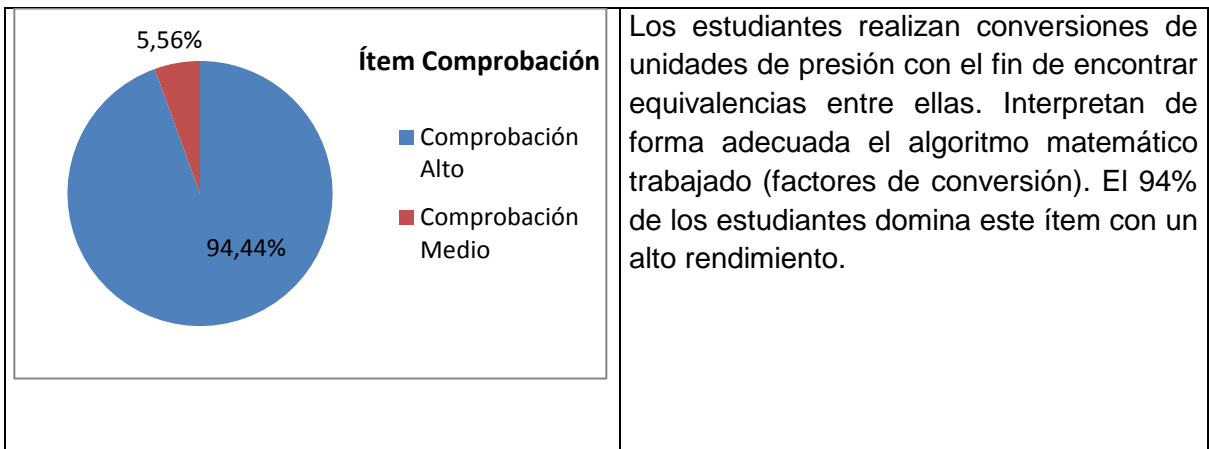 5,56%
Ítem Comprobación
Comprobación
Alto
Comprobación
Medio
94,44%
Los estudiantes realizan conversiones de
unidades de presión con el fin de encontrar
equivalencias entre ellas. Interpretan de
forma adecuada el algoritmo matemático
trabajado (factores de conversión). El 94%
de los estudiantes domina este ítem con un
alto rendimiento.